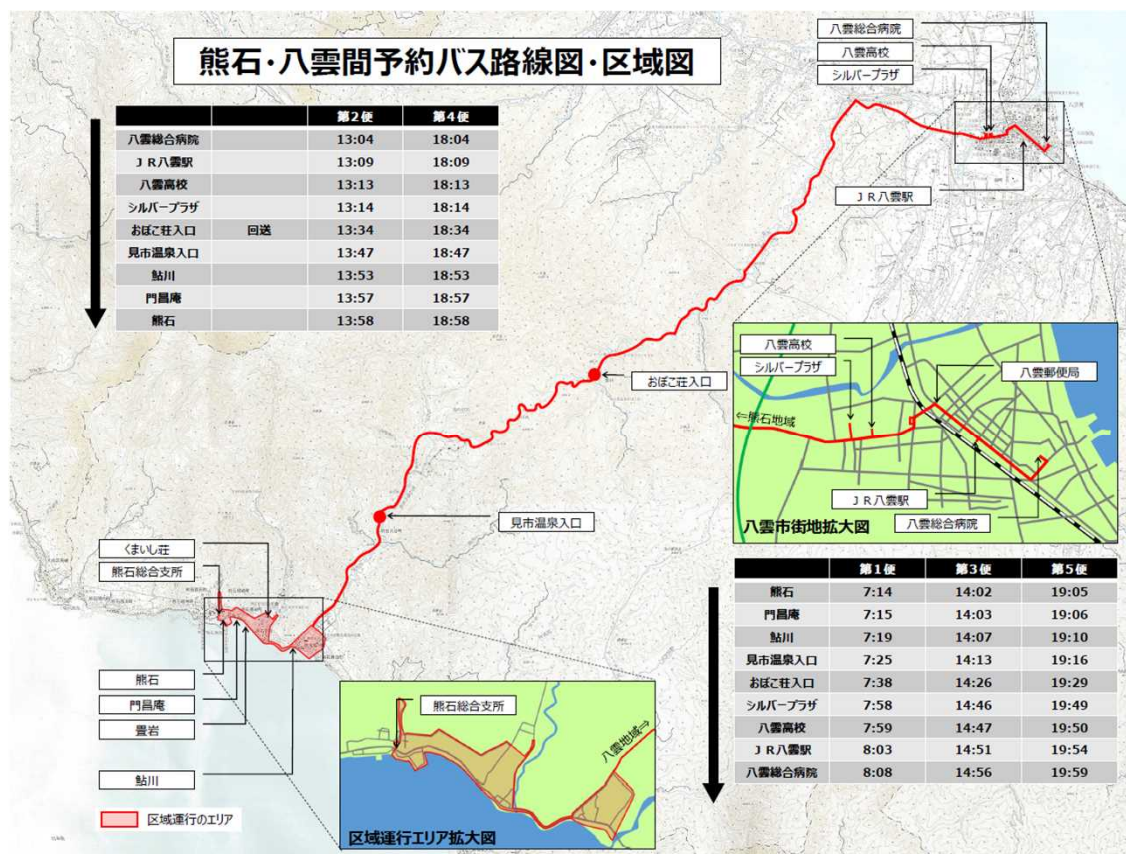 熊石・八雲間予約バス路線図・区域図
八雲総合病院
八雲高校
シルバープラザ
第2便 第4便
八雲総合病院 13:04 18:04
ＪＲ八雲駅 13:09 18:09
八雲高校 13:13 18:13
シルバープラザ 13:14 18:14
おぼこ荘入口 回送 13:34 18:34
見市温泉入口 13:47 18:47
鮎川 13:53 18:53
門昌庵 13:57 18:57
熊石 13:58 18:58
ＪＲ八雲駅
おぼこ荘入口
見市温泉入口
八雲高校
シルバープラザ
八雲郵便局
⇐熊石地域
ＪＲ八雲駅
八雲総合病院
八雲市街地拡大図
くまいし荘
熊石総合支所
熊石
門昌庵
畳岩
鮎川
区域運行のエリア
熊石総合支所
八雲地域⇒
区域運行エリア拡大図
第1便 第3便 第5便
熊石 7:14 14:02 19:05
門昌庵 7:15 14:03 19:06
鮎川 7:19 14:07 19:10
見市温泉入口 7:25 14:13 19:16
おぼこ荘入口 7:38 14:26 19:29
シルバープラザ 7:58 14:46 19:49
八雲高校 7:59 14:47 19:50
ＪＲ八雲駅 8:03 14:51 19:54
八雲総合病院 8:08 14:56 19:59